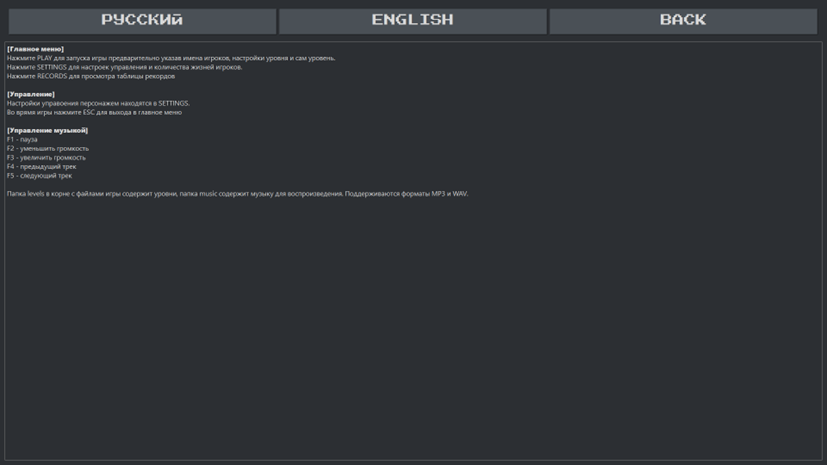 РУССКИЙ
ENGLISH
BACK
[Главное меню]
Нажмите PLAY для запуска игры предварительно указав имена игроков, настройки уровня и сам уровень.
Нажмите SETTINGS для настроек управления и количества жизней игроков.
Нажмите RECORDS для просмотра таблицы рекордов
[Управление]
Настройки управоения персонажем находятся в SETTINGS.
Во время игры нажмите ESC для выхода в главное меню
[Управление музыкой]
F1 - пауза
F2 - уменьшить громкость
F3 - увеличить громкость
F4 - предыдущий трек
F5 - следующий трек
Папка levels в корне с файлами игры содержит уровни, папка music содержит музыку для воспроизведения. Поддерживаются форматы MP3 и WAV.